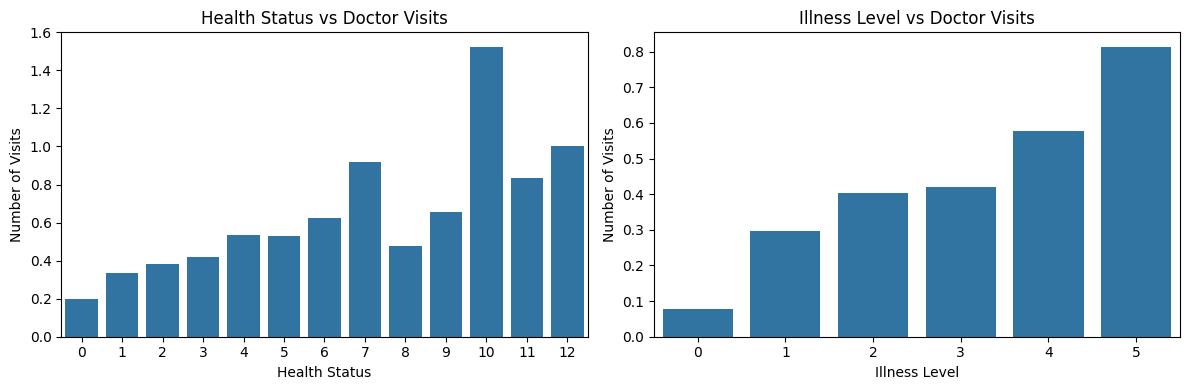 Health Status vs Doctor Visits
Number of Visits
1.6
1.4
1.2
1.0
0.8
0.6
0.4
0.2
0.0
0 1 2 3 4 5 6 7 8 9 10 11 12
Health Status
Illness Level vs Doctor Visits
Number of Visits
0.8
0.7
0.6
0.5
0.4
0.3
0.2
0.1
0.0
0 1 2 3 4 5
Illness Level